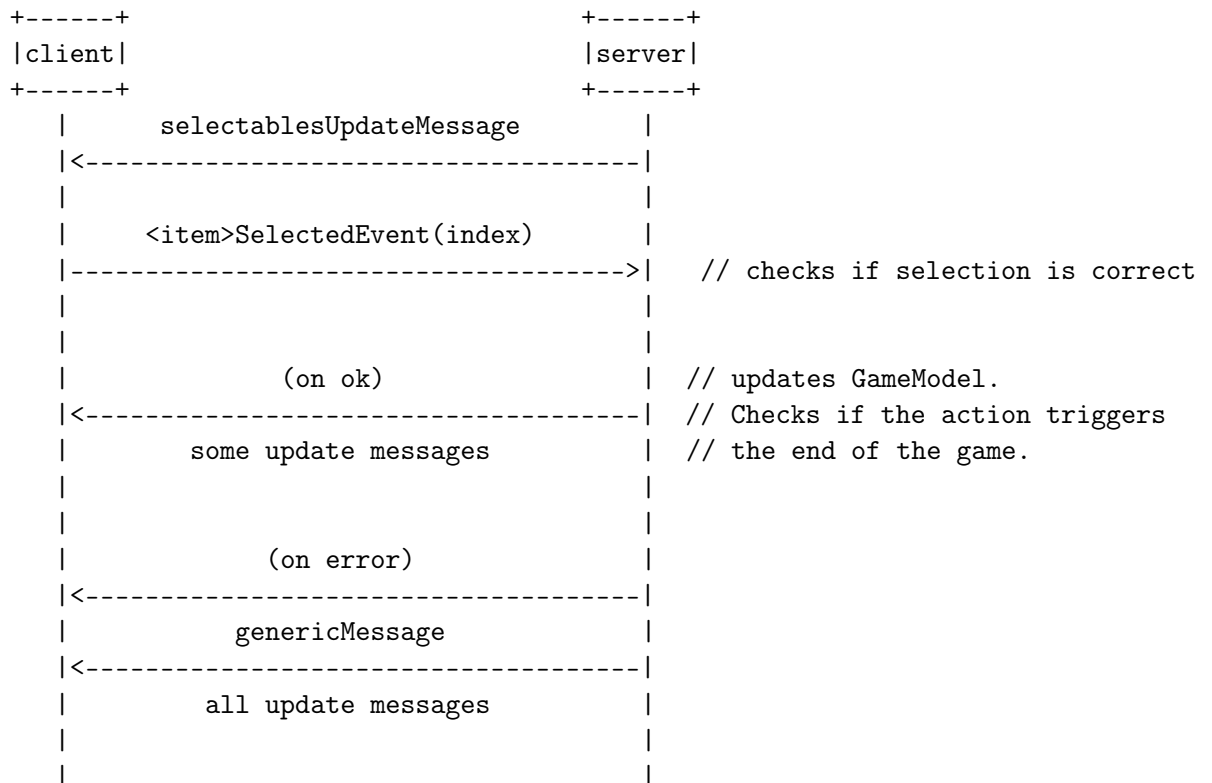 +------+ +------+
|client| |server|
+------+ +------+
| selectablesUpdateMessage |
|<-------------------------------------|
| |
| <item>SelectedEvent(index) |
|------------------------------------->| // checks if selection is correct
| |
| |
| (on ok) | // updates GameModel.
|<-------------------------------------| // Checks if the action triggers
| some update messages | // the end of the game.
| |
| |
| (on error) |
|<-------------------------------------|
| genericMessage |
|<-------------------------------------|
| all update messages |
| |
| |